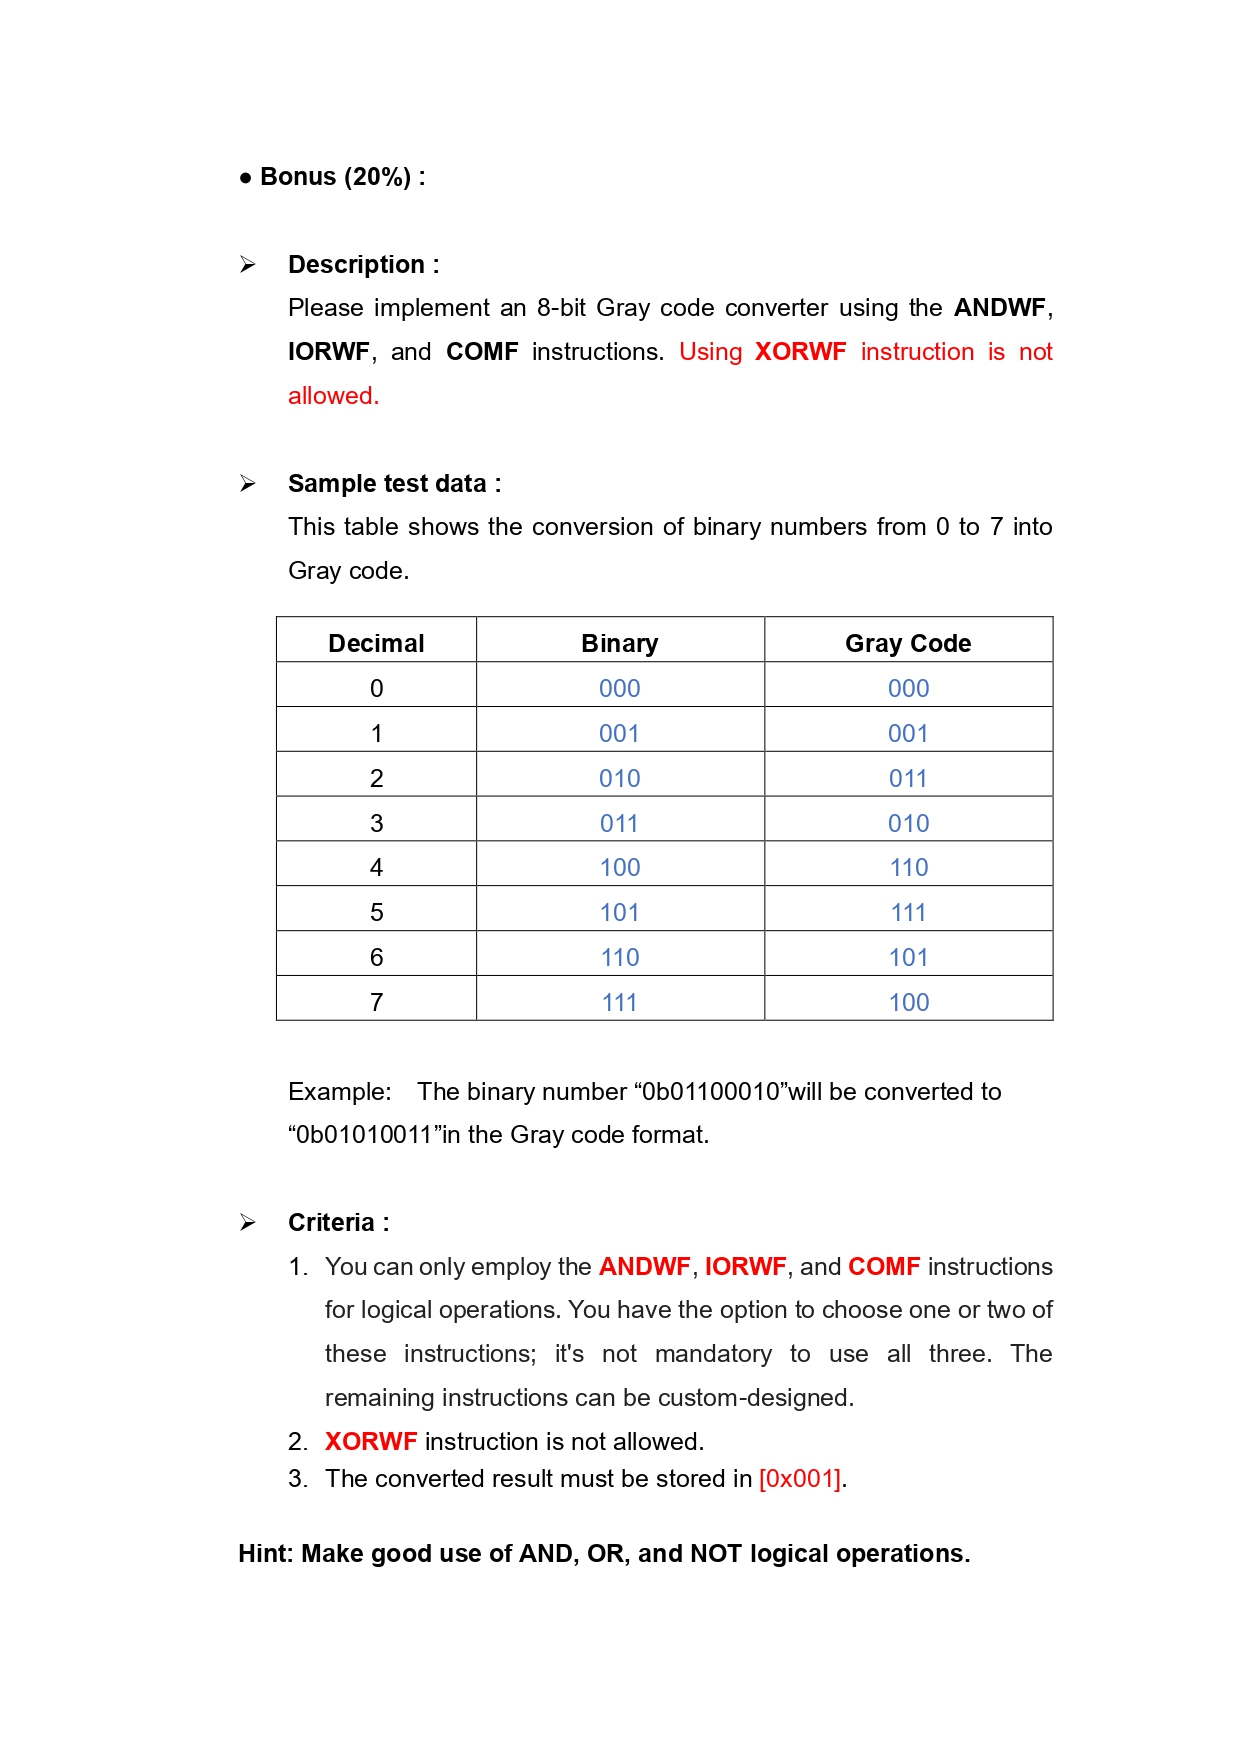 ● Bonus (20%) :
➢ Description :
Please implement an 8-bit Gray code converter using the ANDWF,
IORWF, and COMF instructions. Using XORWF instruction is not
allowed.
➢ Sample test data :
This table shows the conversion of binary numbers from 0 to 7 into
Gray code.
Decimal Binary Gray Code
0 000 000
1 001 001
2 010 011
3 011 010
4 100 110
5 101 111
6 110 101
7 111 100
Example: The binary number “0b01100010”will be converted to
“0b01010011”in the Gray code format.
➢ Criteria :
1. You can only employ the ANDWF, IORWF, and COMF instructions
for logical operations. You have the option to choose one or two of
these instructions; it's not mandatory to use all three. The
remaining instructions can be custom-designed.
2. XORWF instruction is not allowed.
3. The converted result must be stored in [0x001].
Hint: Make good use of AND, OR, and NOT logical operations.